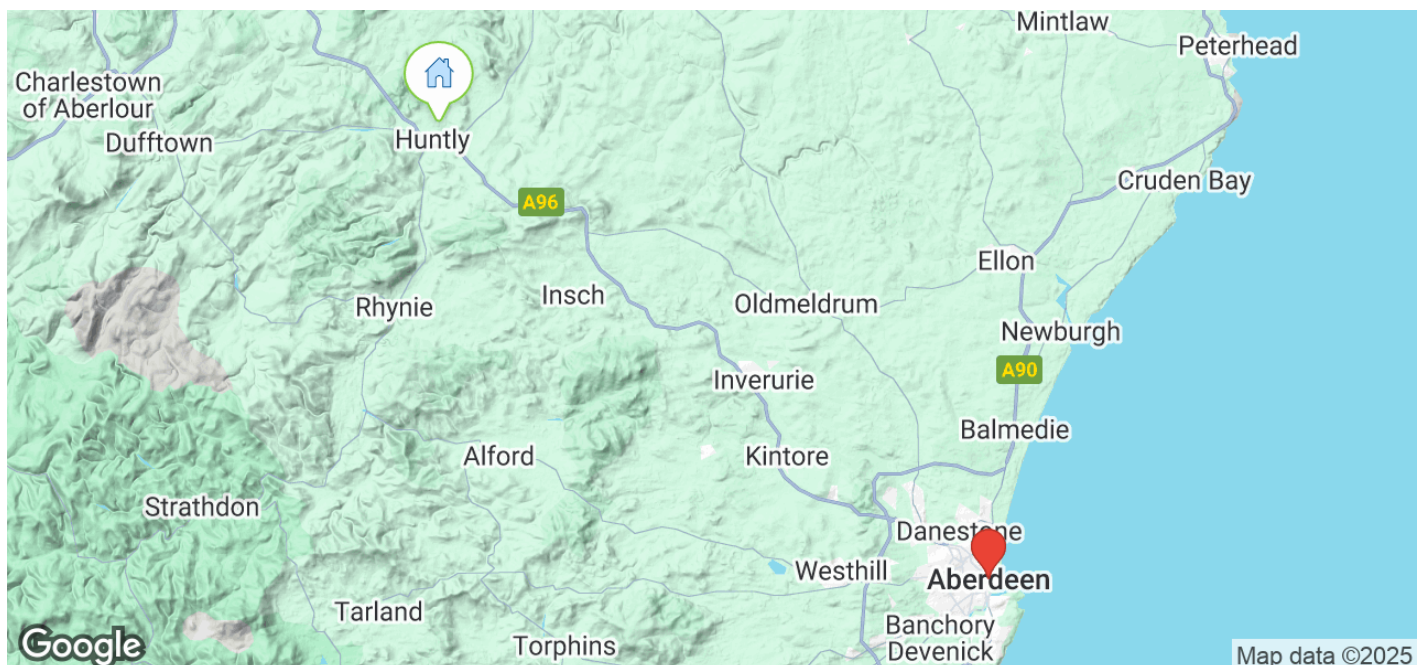 Mintlaw
Peterhead
Charlestown
of Aberlour
Dufftown
Huntly
Cruden Bay
A96
Ellon
Insch
Rhynie
Oldmeldrum
Newburgh
A90
Inverurie
Balmedie
Alford
Kintore
Strathdon
Danestone
Westhill
Aberdeen
Tarland
Banchory
Devenick
Torphins
Google
Map data ©2025